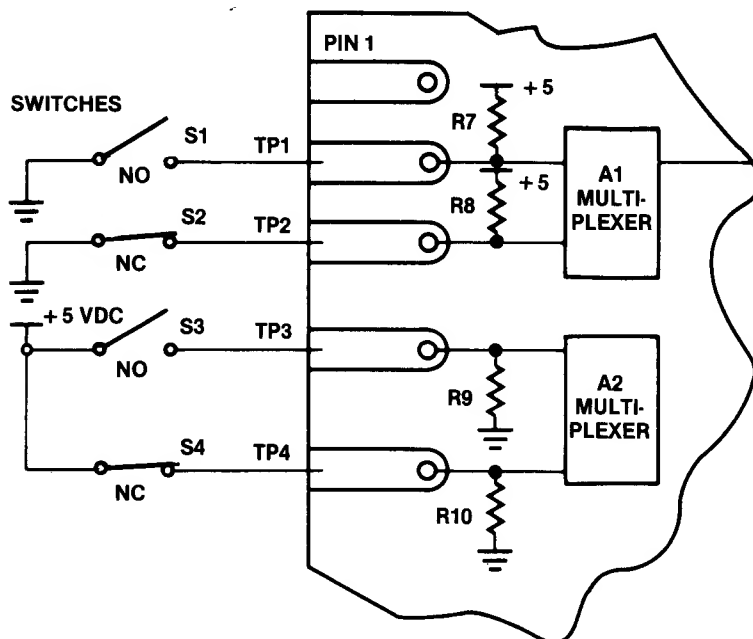 PIN 1
SWITCHES
+ 5
R7
S1
TP1
NO
+ 5
A1
MULTI-
PLEXER
R8
S2
TP2
NC
+ 5 VDC
S3
TP3
NO
R9
A2
MULTI-
PLEXER
S4
TP4
NC
R10